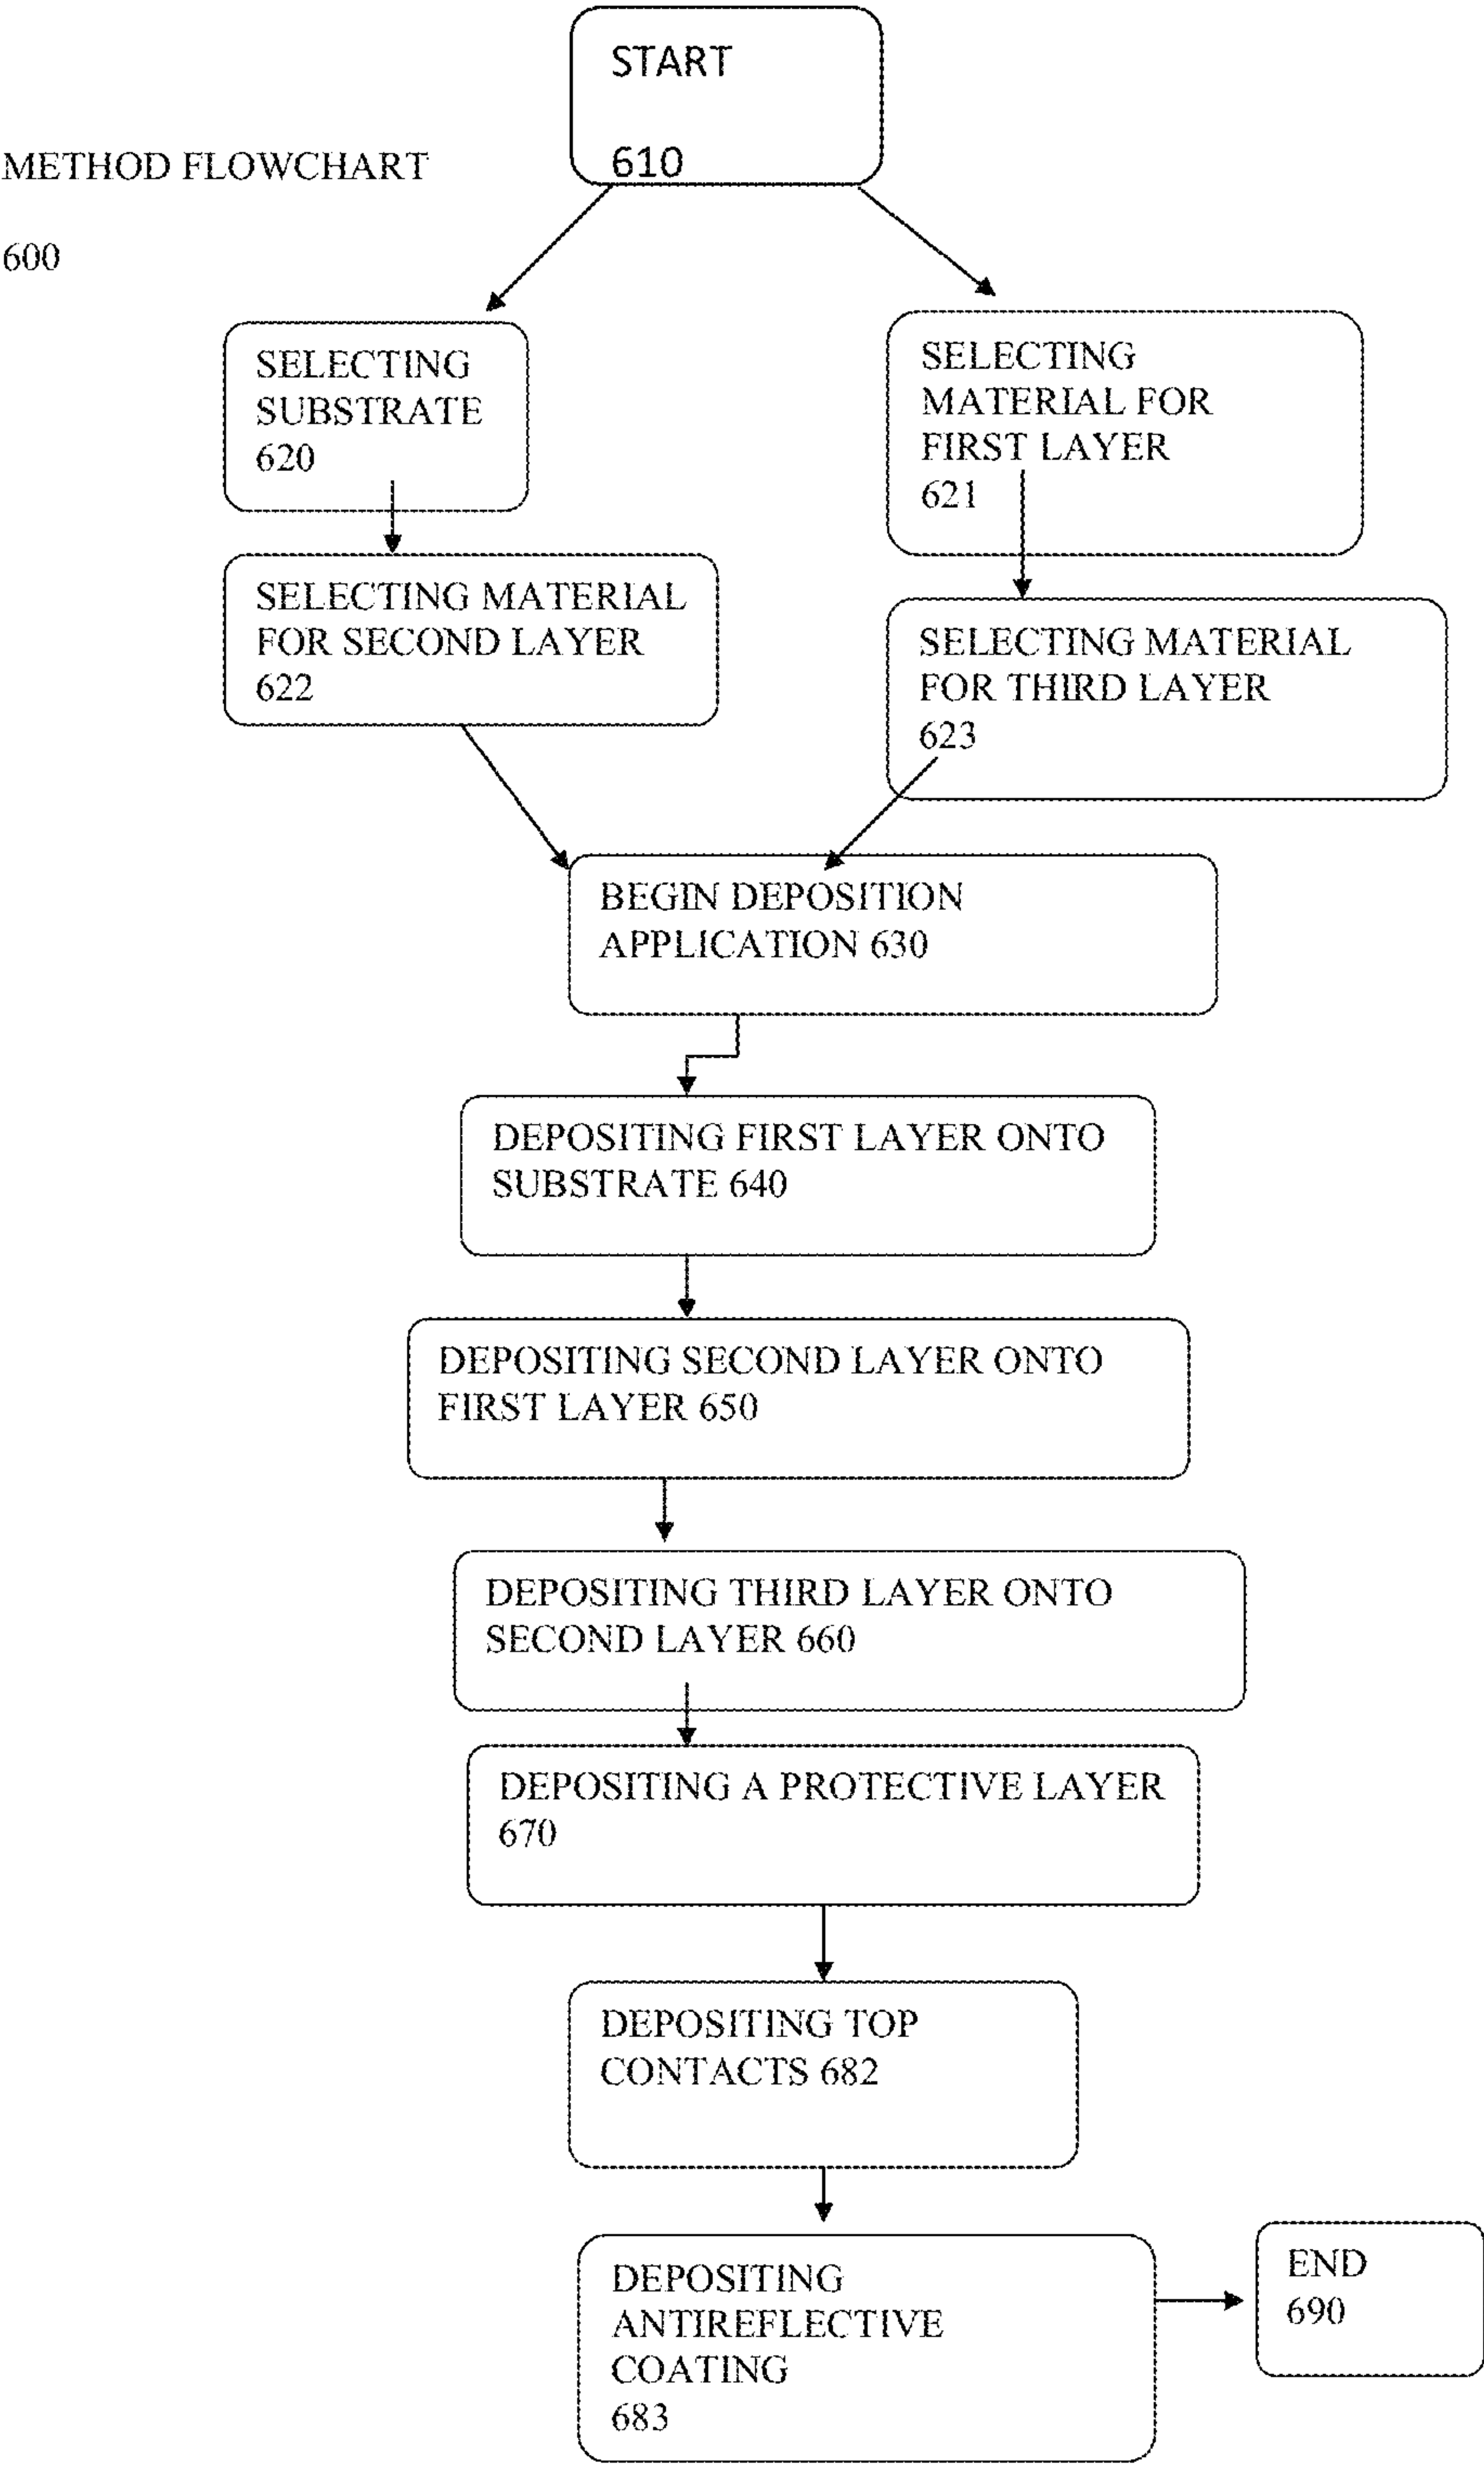 START
610
METHOD FLOWCHART
600
SELECTING
SUBSTRATE
620
SELECTING
MATERIAL FOR
FIRST LAYER
621
SELECTING MATERIAL
FOR SECOND LAYER
622
SELECTING MATERIAL
FOR THIRD LAYER
623
BEGIN DEPOSITION
APPLICATION 630
DEPOSITING FIRST LAYER ONTO
SUBSTRATE 640
DEPOSITING SECOND LAYER ONTO
FIRST LAYER 650
DEPOSITING THIRD LAYER ONTO
SECOND LAYER 660
DEPOSITING A PROTECTIVE LAYER
670
DEPOSITING TOP
CONTACTS 682
DEPOSITING
ANTIREFLECTIVE
COATING
683
END
690